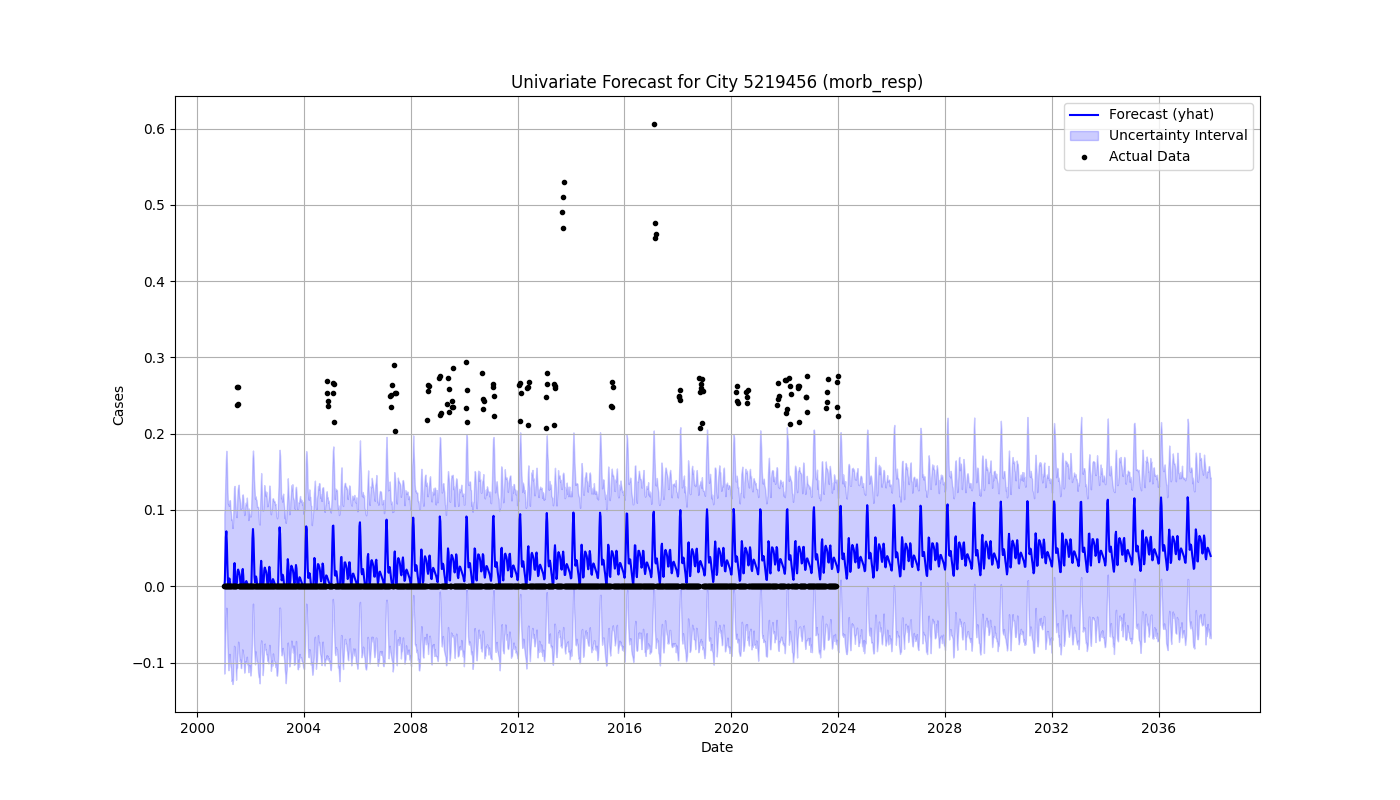 Univariate Forecast for City 5219456 (morb_resp)
Forecast (yhat)
Uncertainty Interval
Actual Data
Cases
0.6
0.5
0.4
0.3
0.2
0.1
0.0
−0.1
2000 2004 2008 2012 2016 2020 2024 2028 2032 2036
Date